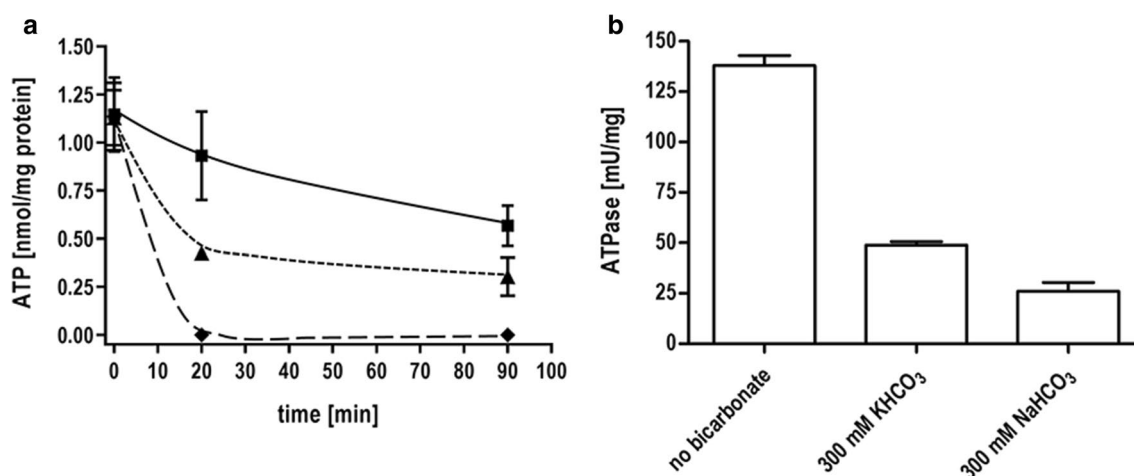 a
1.50
1.25
1.00
0.75
0.50
0.25
0.00
ATP [nmol/mg protein]
0 10 20 30 40 50 60 70 80 90 100
time [min]
b
150
125
100
75
50
25
0
ATPase [mU/mg]
no bicarbonate
300 mM KHCO₃
300 mM NaHCO₃